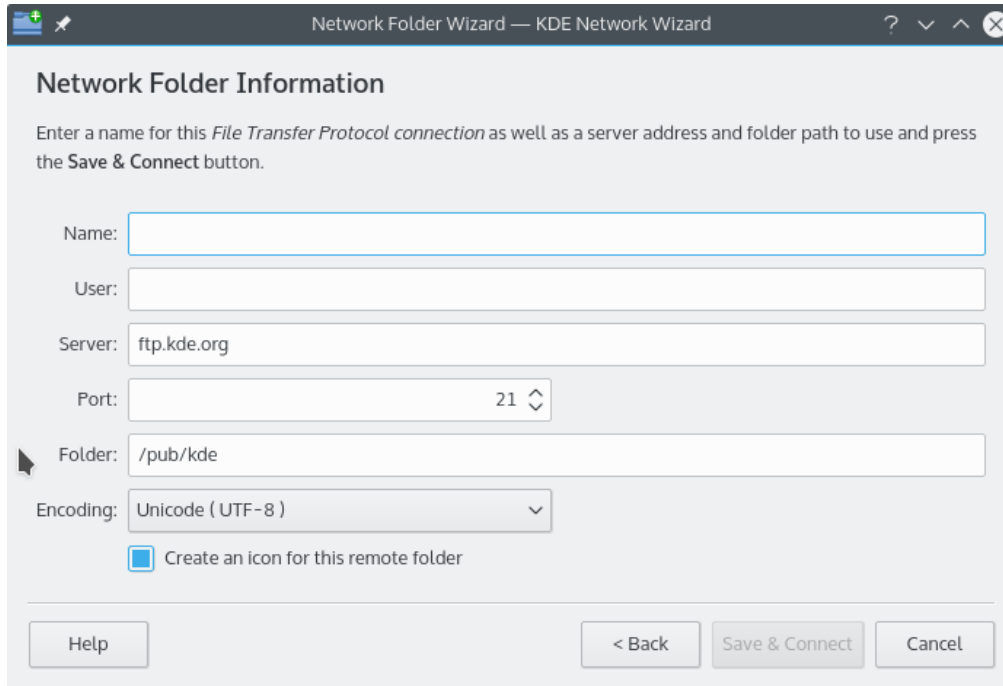 Network Folder Wizard — KDE Network Wizard
Network Folder Information
Enter a name for this File Transfer Protocol connection as well as a server address and folder path to use and press
the Save & Connect button.
Name:
User:
Server: ftp.kde.org
Port: 21
Folder: /pub/kde
Encoding: Unicode ( UTF-8 )
Create an icon for this remote folder
Help < Back Save & Connect Cancel